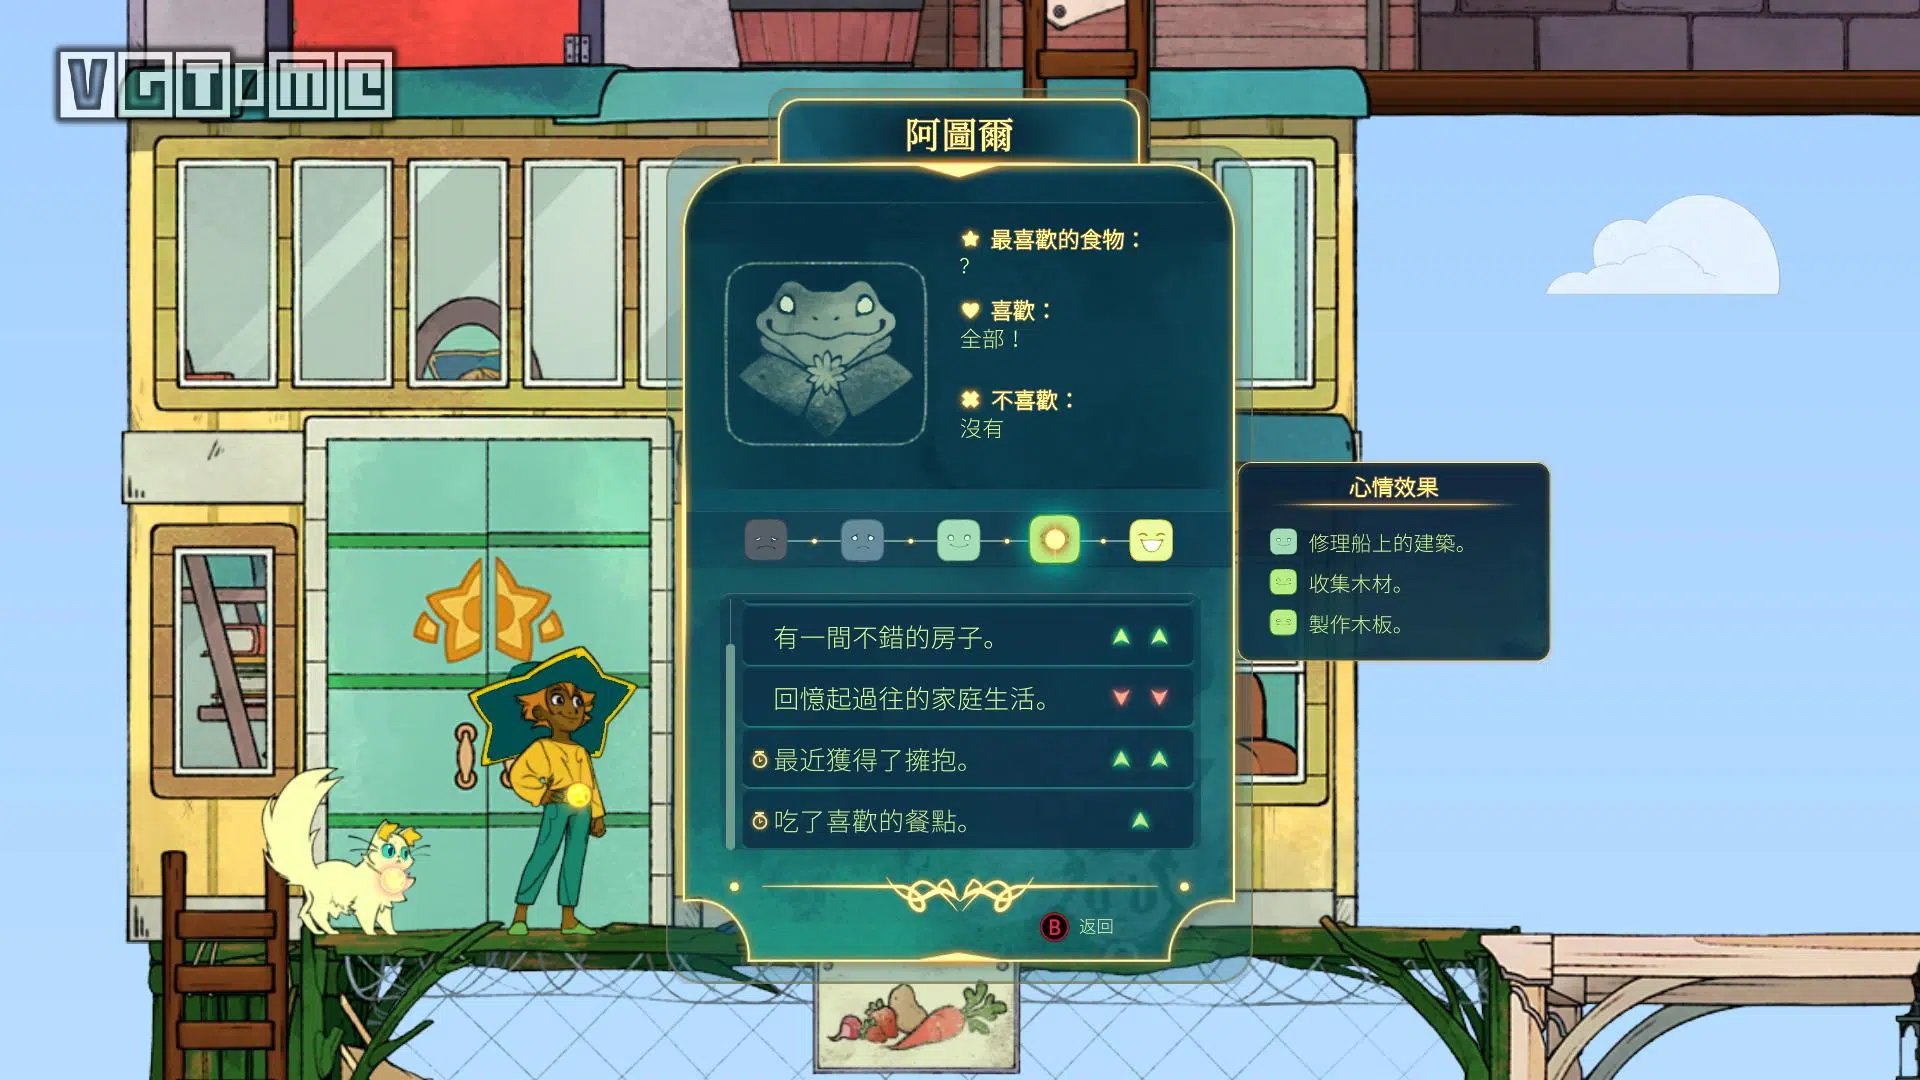 VGTIME
阿圖爾
最喜歡的食物：
?
喜歡：
全部！
不喜歡：
沒有
心情效果
修理船上的建築。
收集木材。
製作木板。
有一間不錯的房子。
回憶起過往的家庭生活。
最近獲得了擁抱。
吃了喜歡的餐點。
B 返回